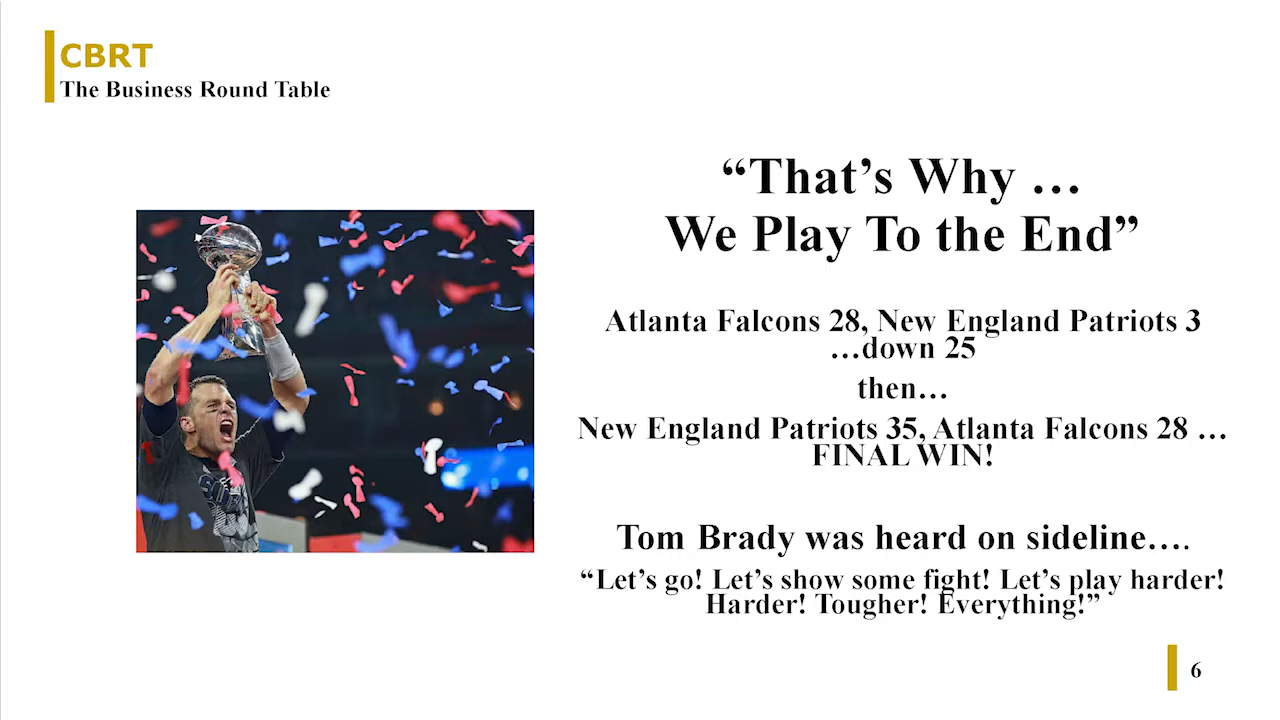 CBRT
The Business Round Table
“That’s Why …
We Play To the End”
Atlanta Falcons 28, New England Patriots 3
…down 25
then…
New England Patriots 35, Atlanta Falcons 28 …
FINAL WIN!
Tom Brady was heard on sideline….
“Let’s go! Let’s show some fight! Let’s play harder!
Harder! Tougher! Everything!”
6